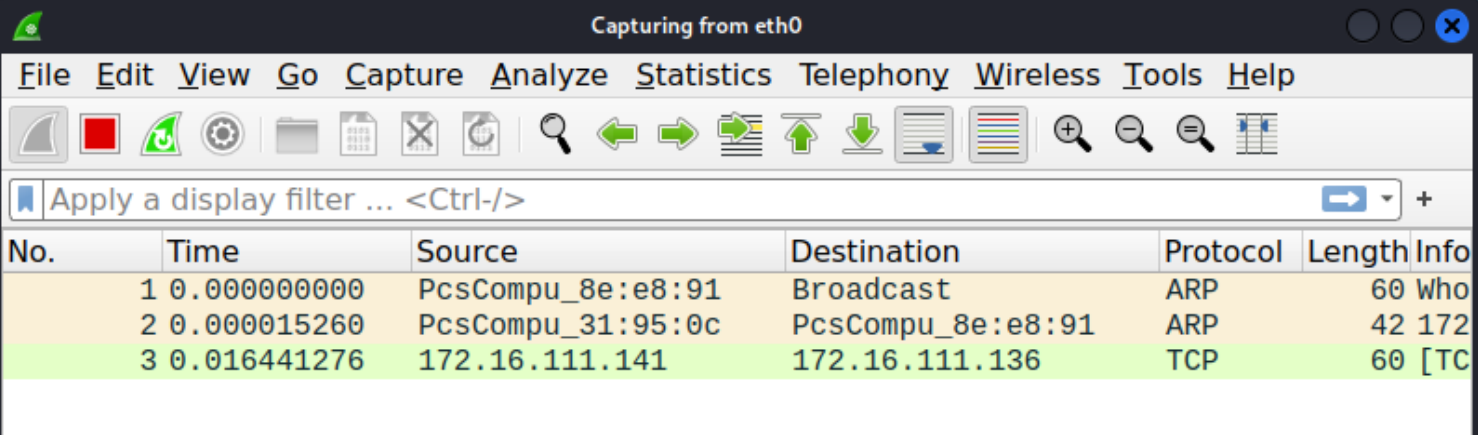 Capturing from eth0
File Edit View Go Capture Analyze Statistics Telephony Wireless Tools Help
Apply a display filter ... <Ctrl-/>
No. Time Source Destination Protocol Length Info
1 0.000000000 PcsCompu_8e:e8:91 Broadcast ARP 60 Who
2 0.000015260 PcsCompu_31:95:0c PcsCompu_8e:e8:91 ARP 42 172
3 0.016441276 172.16.111.141 172.16.111.136 TCP 60 [TC